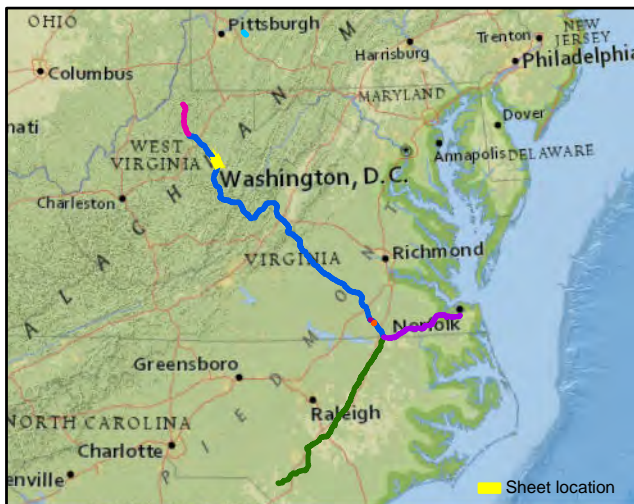 OHIO
Pittsburgh
NEW
JERSEY
Trenton
Harrisburg
Philadelphia
Columbus
MARYLAND
Dover
nati
WEST
VIRGINIA
Annapolis
DELAWARE
Washington, D.C.
Charleston
Richmond
VIRGINIA
Norfolk
Greensboro
Raleigh
NORTH CAROLINA
Charlotte
enville
A L A C H A N M
P I E D M O N T
Sheet location